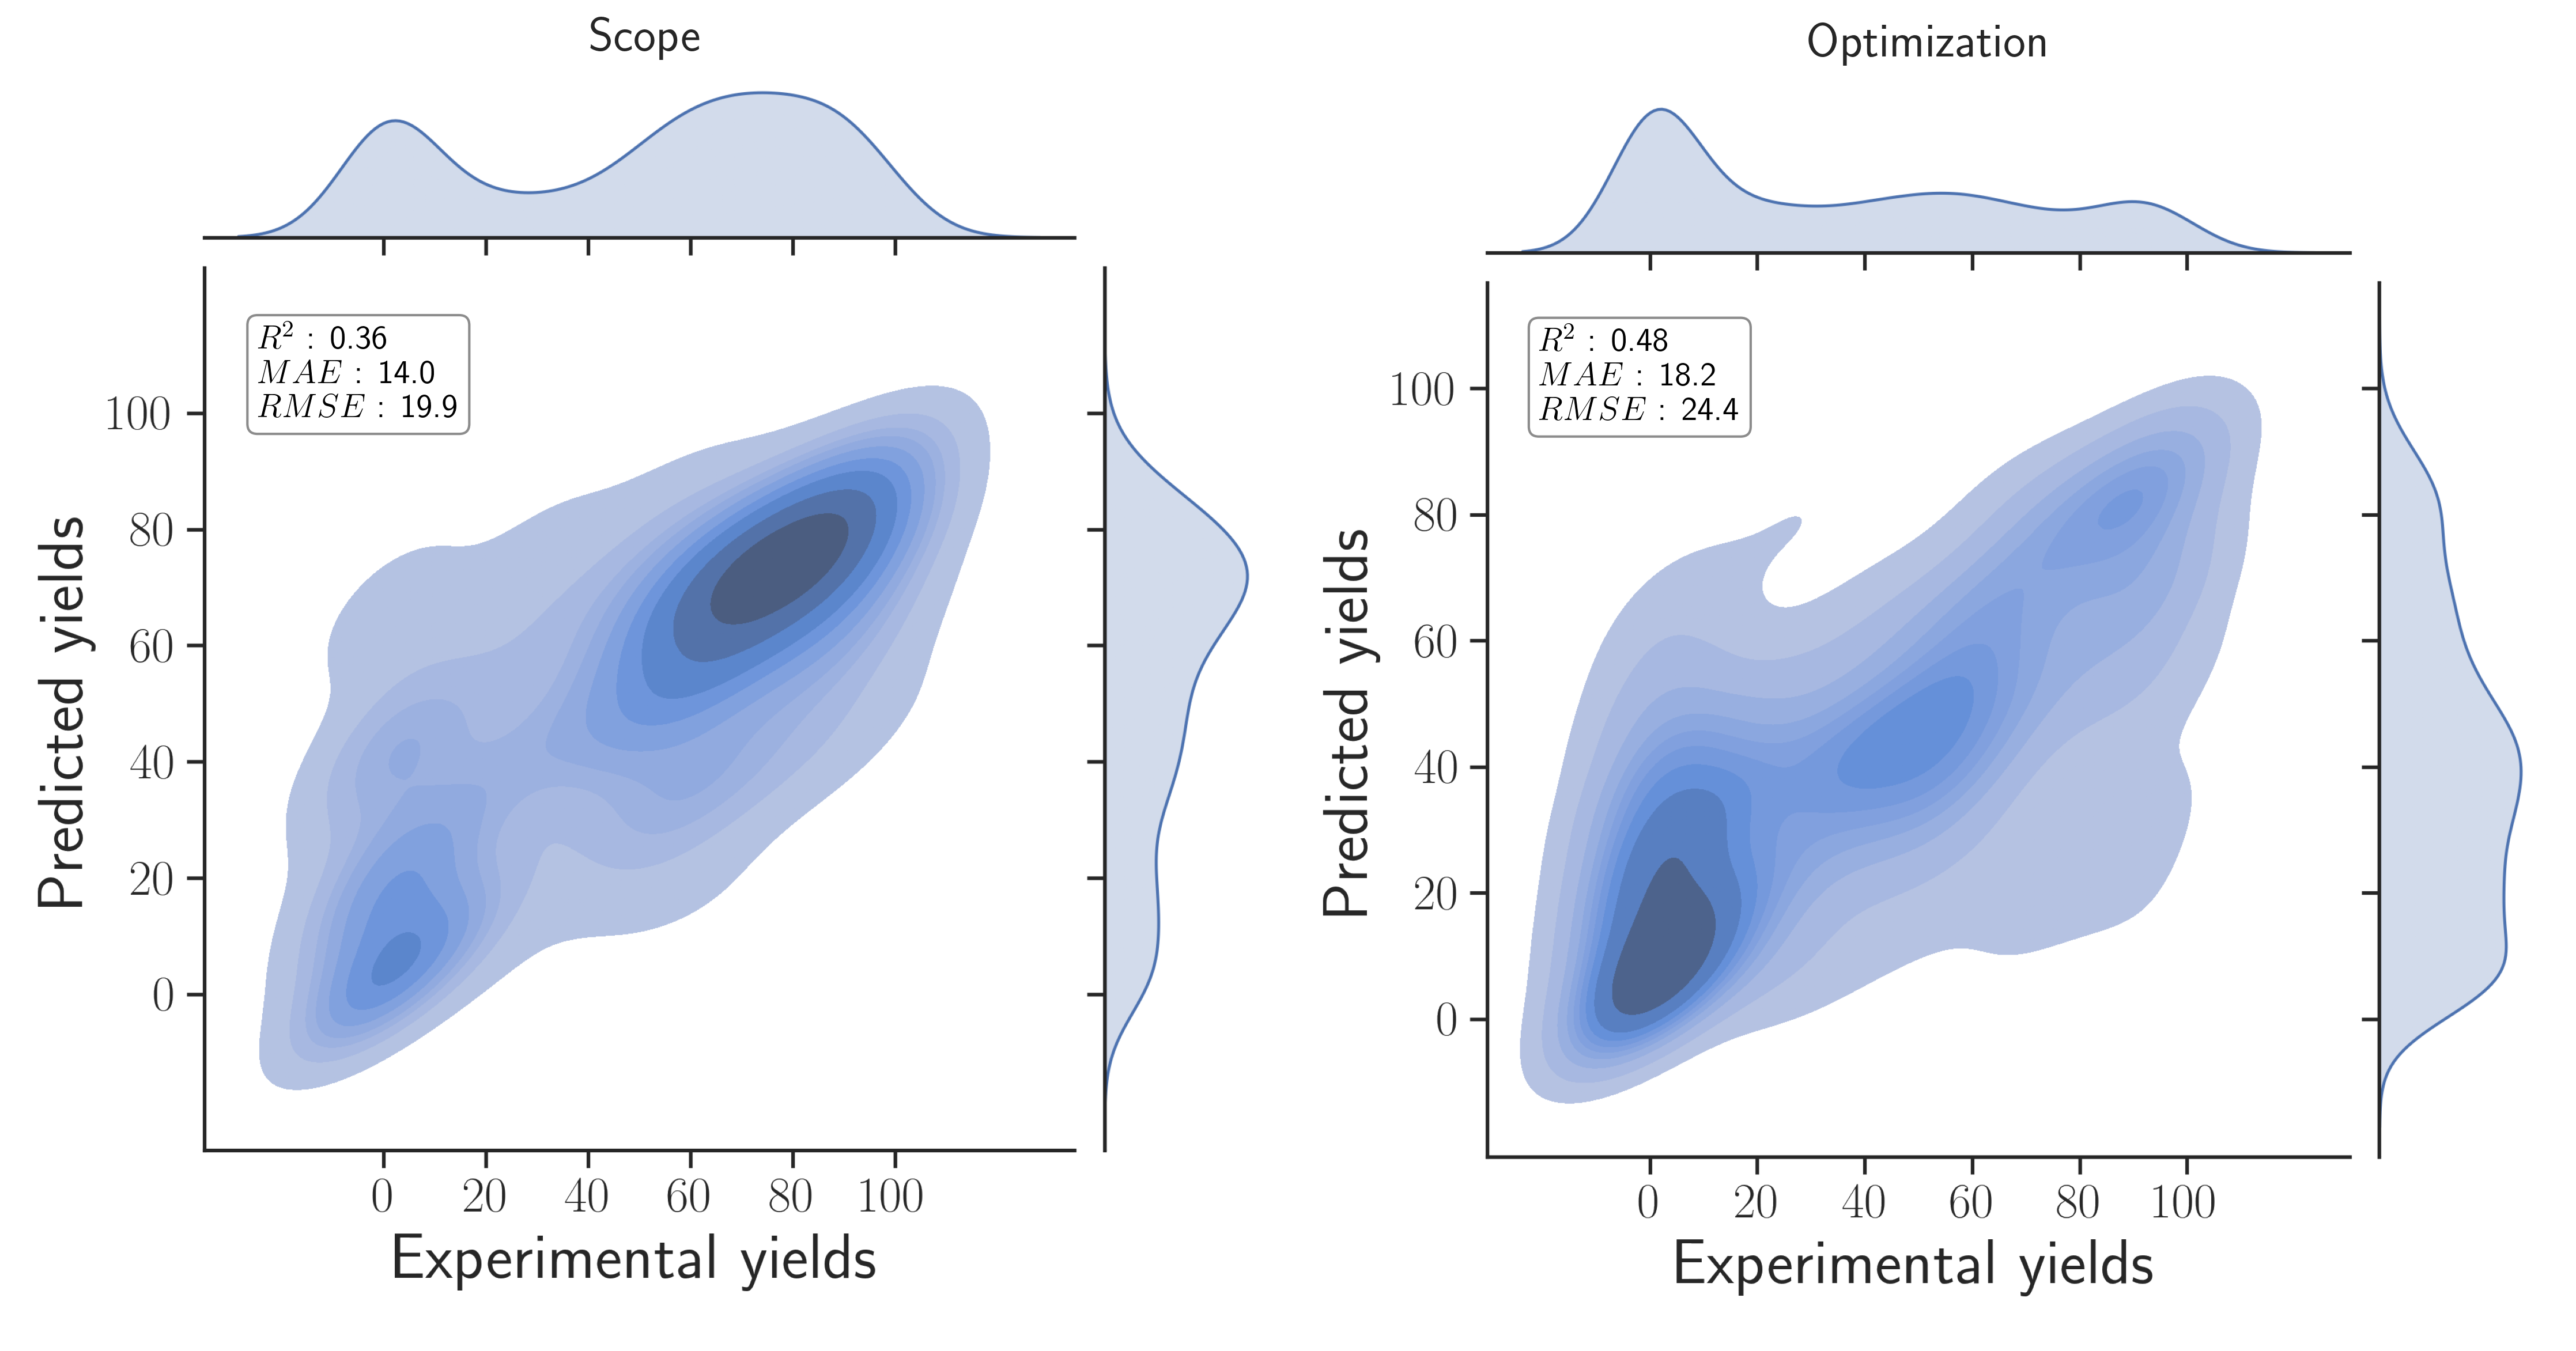 Scope
R² : 0.36
MAE : 14.0
RMSE : 19.9
100
80
60
40
20
0
Predicted yields
0 20 40 60 80 100
Experimental yields
Optimization
R² : 0.48
MAE : 18.2
RMSE : 24.4
100
80
60
40
20
0
Predicted yields
0 20 40 60 80 100
Experimental yields